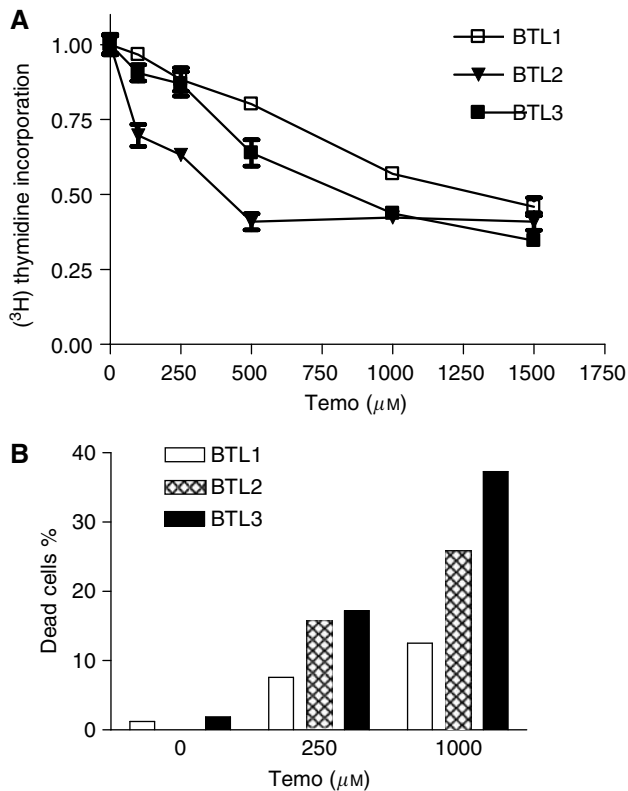 A
(³H) thymidine incorporation
1.00
0.75
0.50
0.25
0.00
BTL1
BTL2
BTL3
0 250 500 750 1000 1250 1500 1750
Temo (μM)
B
Dead cells %
40
30
20
10
0
BTL1
BTL2
BTL3
0 250 1000
Temo (μM)